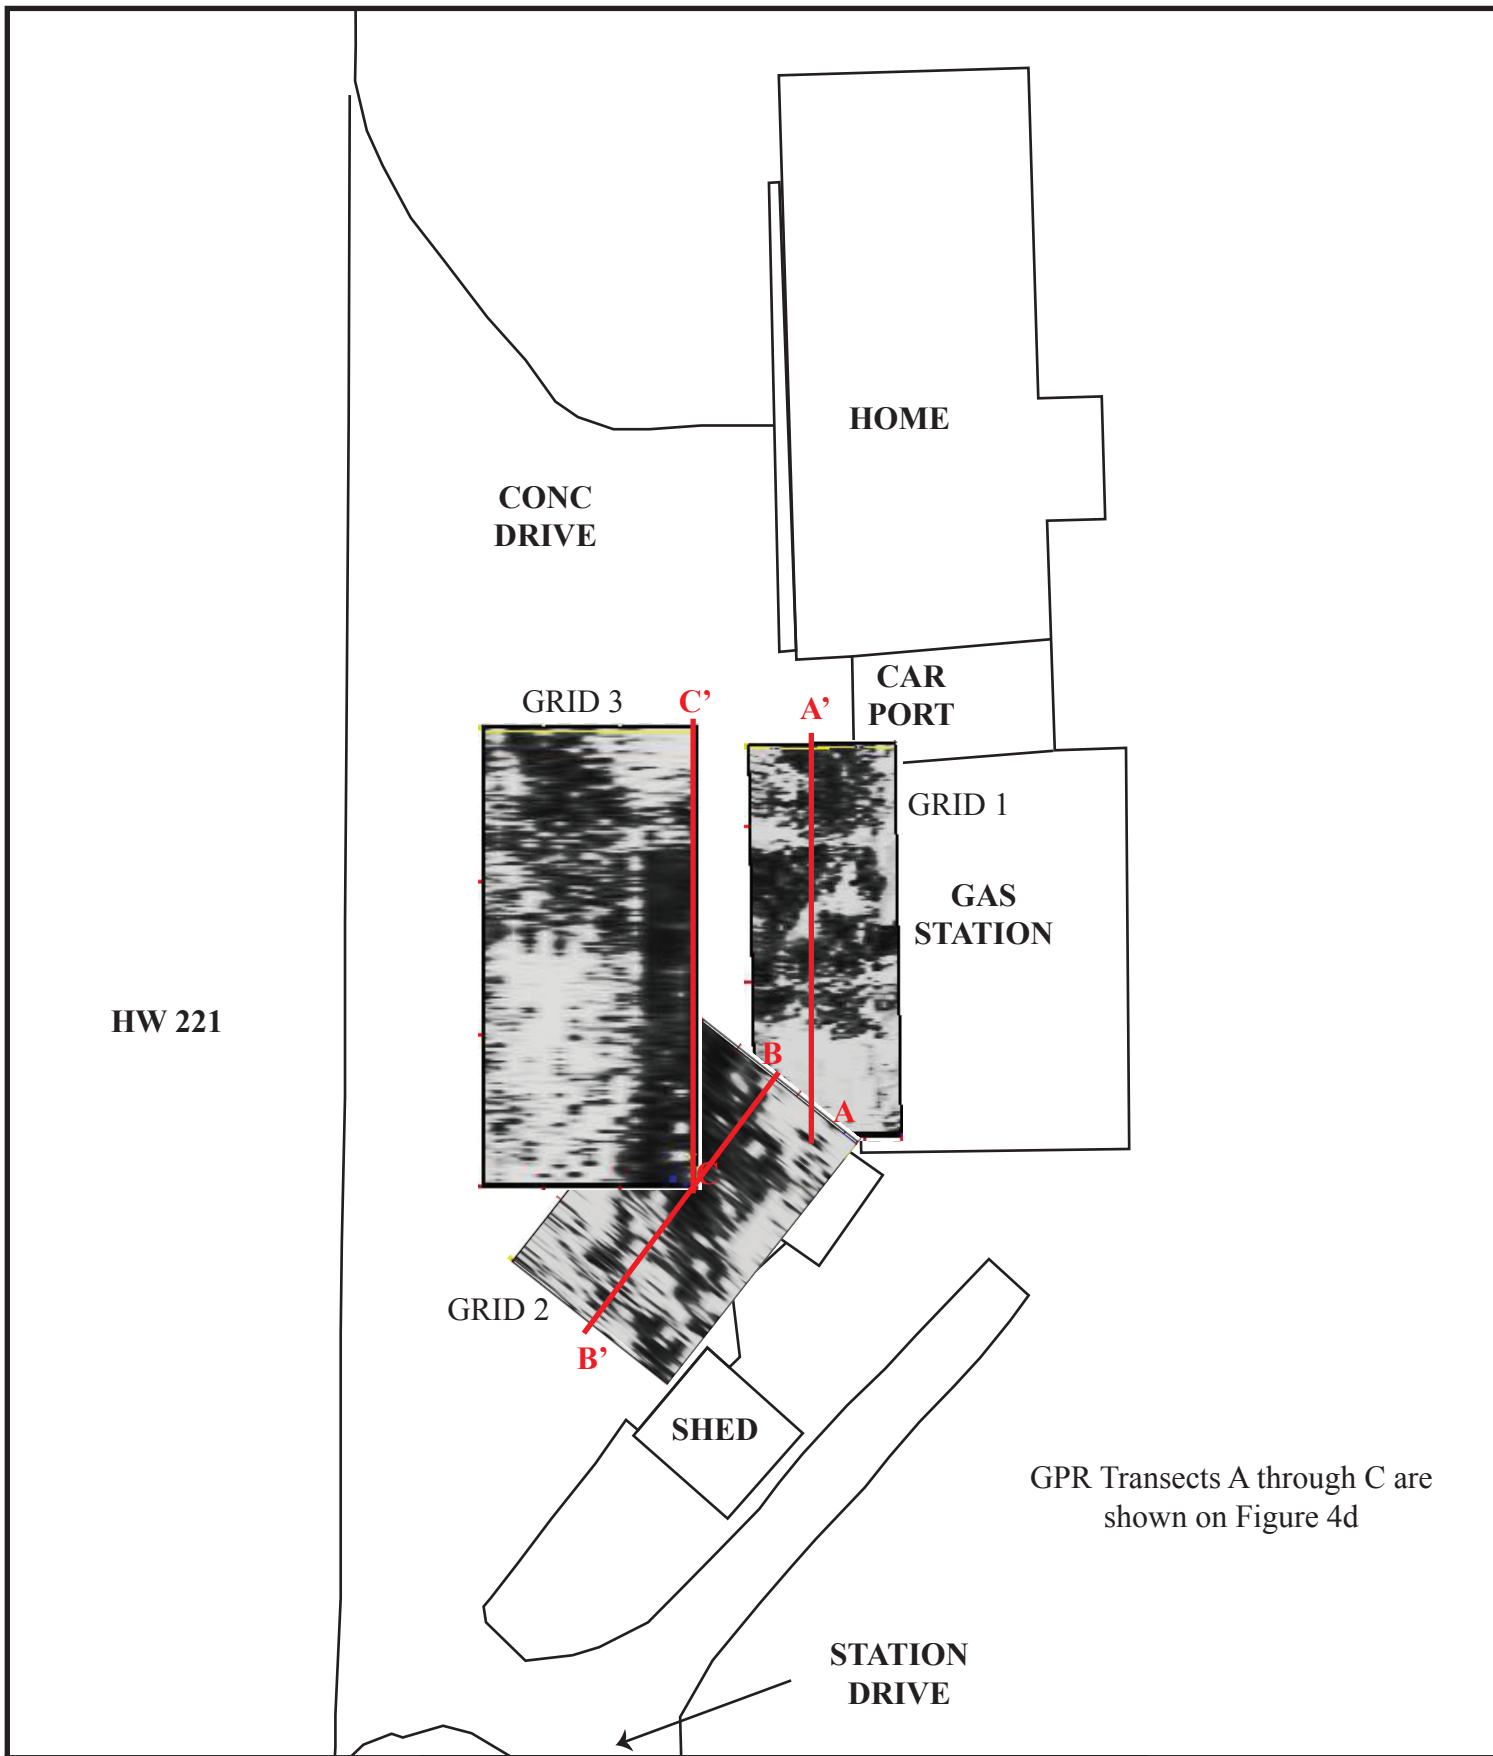 HOME
CONC
DRIVE
CAR
PORT
GRID 3
C’
A’
GRID 1
GAS
STATION
HW 221
B
A
C
GRID 2
B’
SHED
GPR Transects A through C are
shown on Figure 4d
STATION
DRIVE